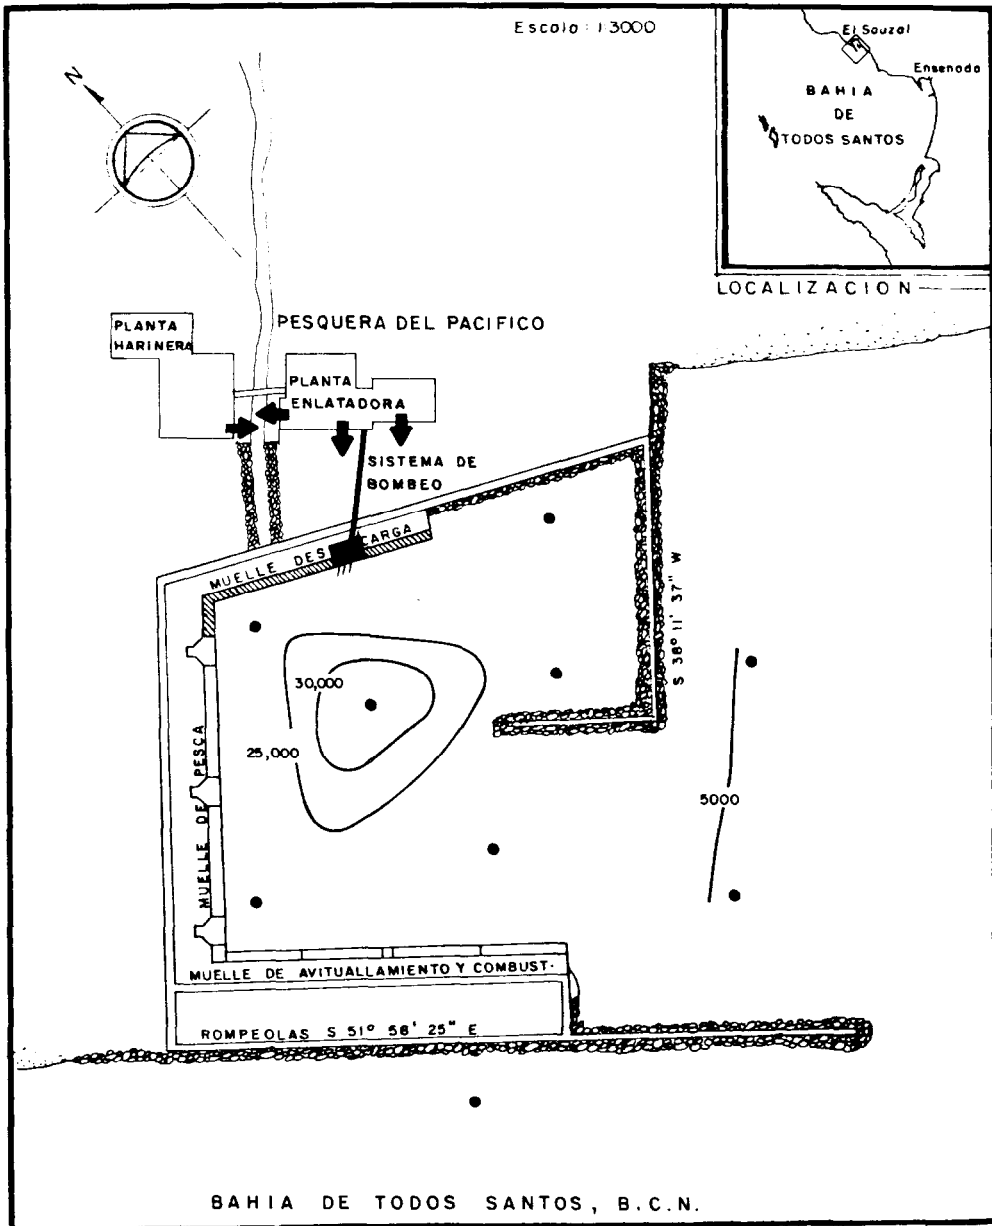 Escala: 1:3000
El Sauzal
Ensenada
BAHIA
DE
TODOS SANTOS
LOCALIZACION
N
PESQUERA DEL PACIFICO
PLANTA
HARINERA
PLANTA
ENLATADORA
SISTEMA DE
BOMBEO
MUELLE DESCARGA
S 38° 11' 37" W
30,000
25,000
5000
MUELLE DE PESCA
MUELLE DE AVITUALLAMIENTO Y COMBUST.
ROMPEOLAS S 51° 58' 25" E
BAHIA DE TODOS SANTOS, B.C.N.